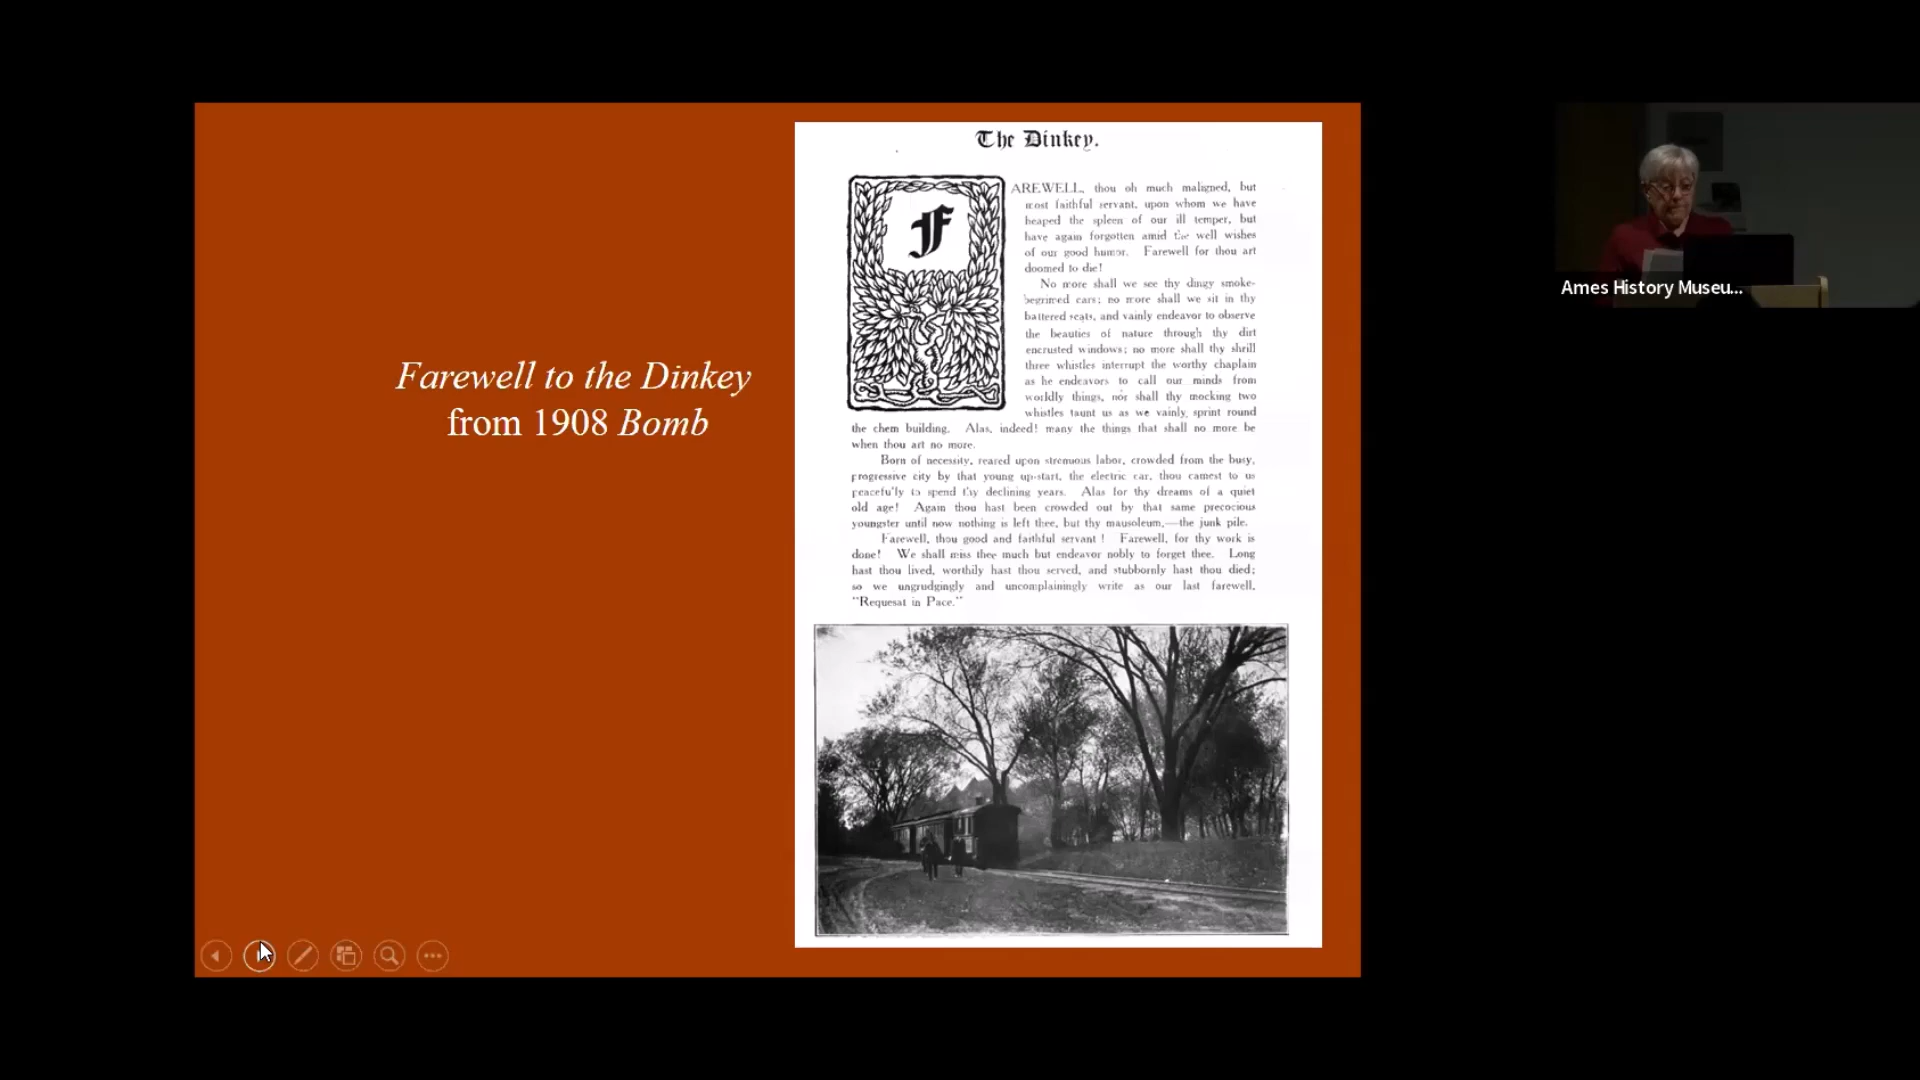 Farewell to the Dinkey
from 1908 Bomb
The Dinkey.
FAREWELL, thou oh much maligned, but
most faithful servant, upon whom we have
heaped the spleen of our ill temper, but
have again forgotten amid the well wishes
of our good humor. Farewell for thou art
doomed to die!
No more shall we see thy dingy smoke-
begrimed cars; no more shall we sit in thy
battered seats, and vainly endeavor to observe
the beauties of nature through thy dirt
encrusted windows; no more shall thy shrill
three whistles interrupt the worthy chaplain
as he endeavors to call our minds from
worldly things, nor shall thy mocking two
whistles taunt us as we vainly sprint round
the chem building. Alas, indeed! many the things that shall no more be
when thou art no more.
Born of necessity, reared upon strenuous labor, crowded from the busy,
progressive city by that young up-start, the electric car, thou camest to us
peacefully to spend thy declining years. Alas for thy dreams of a quiet
old age! Again thou hast been crowded out by that same precocious
youngster until now nothing is left thee, but thy mausoleum,—the junk pile.
Farewell, thou good and faithful servant! Farewell, for thy work is
done! We shall miss thee much but endeavor nobly to forget thee. Long
hast thou lived, worthily hast thou served, and stubbornly hast thou died;
so we ungrudgingly and uncomplainingly write as our last farewell,
"Requesat in Pace."
Ames History Museu...